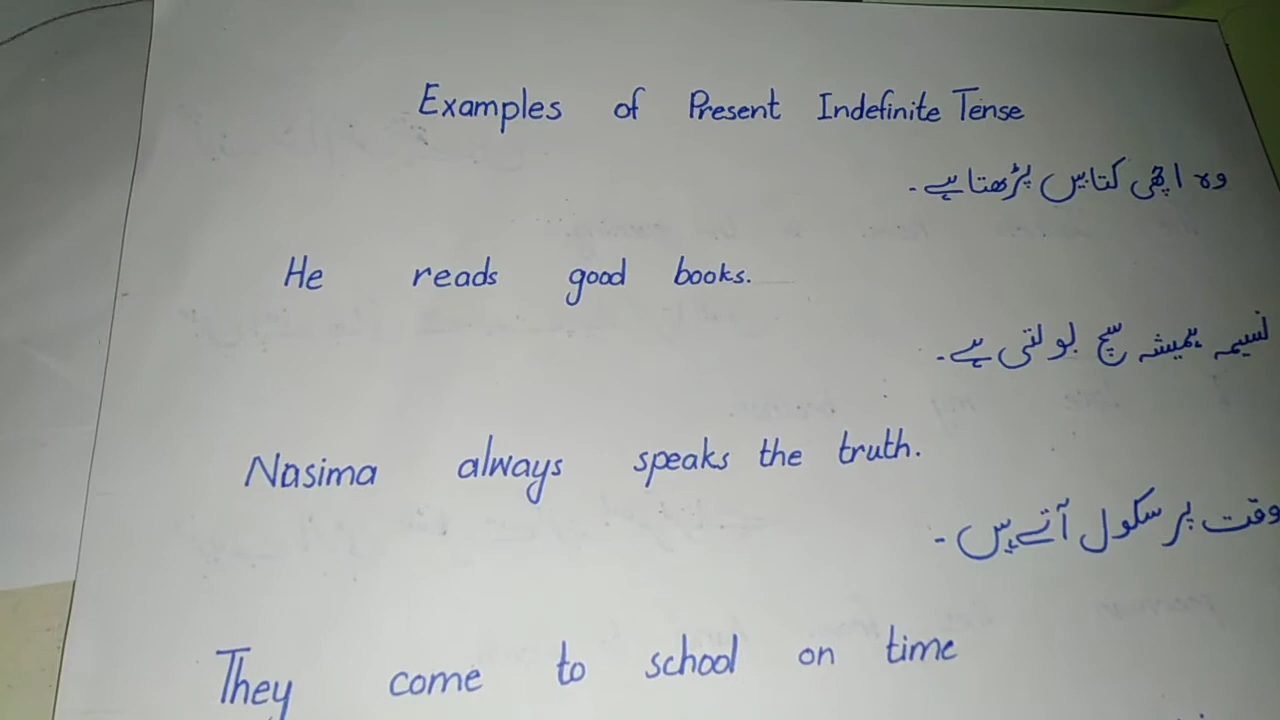 Examples of Present Indefinite Tense
وہ اچھی کتابیں پڑھتا ہے۔
He reads good books.
نسیمہ ہمیشہ سچ بولتی ہے۔
Nasima always speaks the truth.
وقت پر سکول آتے ہیں۔
They come to school on time